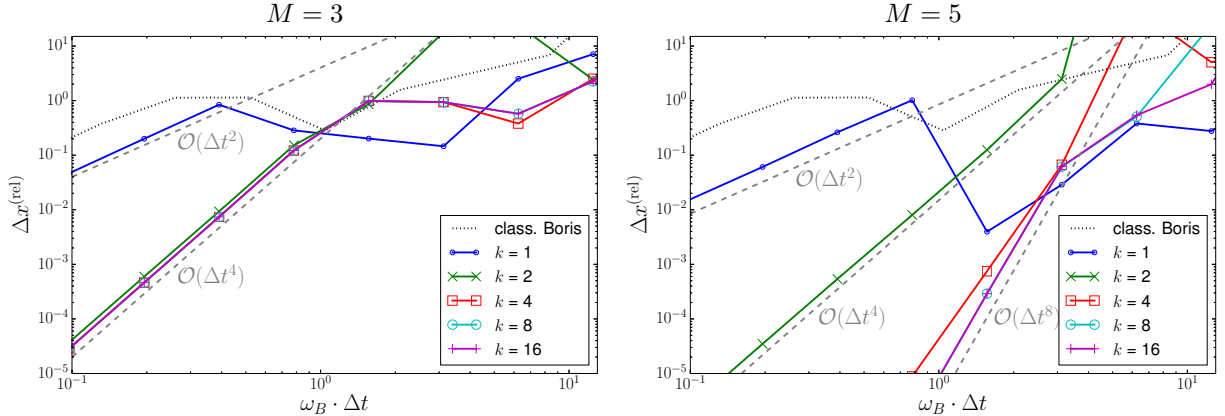 M = 3
10^1
10^0
10^-1
10^-2
10^-3
10^-4
10^-5
Δx^(rel)
O(Δt^2)
O(Δt^4)
class. Boris
k = 1
k = 2
k = 4
k = 8
k = 16
10^-1 10^0 10^1
ω_B · Δt
M = 5
10^1
10^0
10^-1
10^-2
10^-3
10^-4
10^-5
Δx^(rel)
O(Δt^2)
O(Δt^4)
O(Δt^8)
class. Boris
k = 1
k = 2
k = 4
k = 8
k = 16
10^-1 10^0 10^1
ω_B · Δt